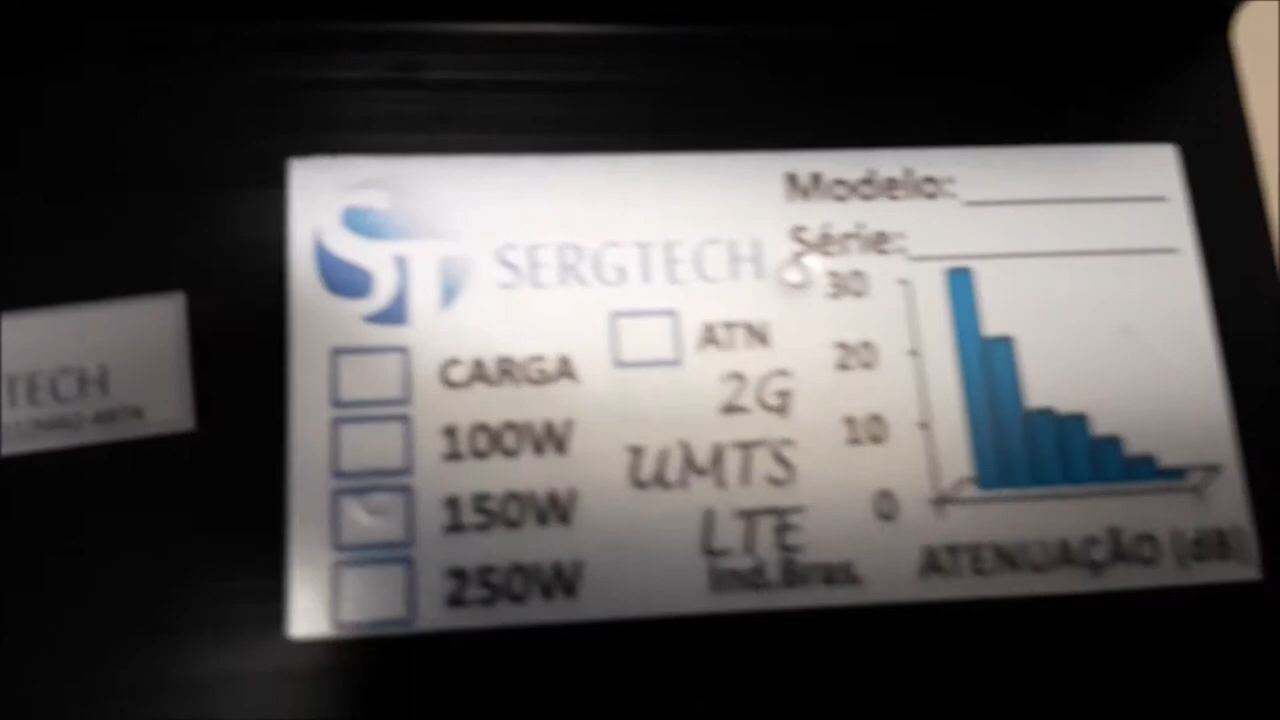 TECH
ST SERGTECH
Modelo:
Série:
CARGA
100W
150W
250W
ATN
2G
UMTS
LTE
Ind.Bras.
30
20
10
0
ATENUAÇÃO (dB)